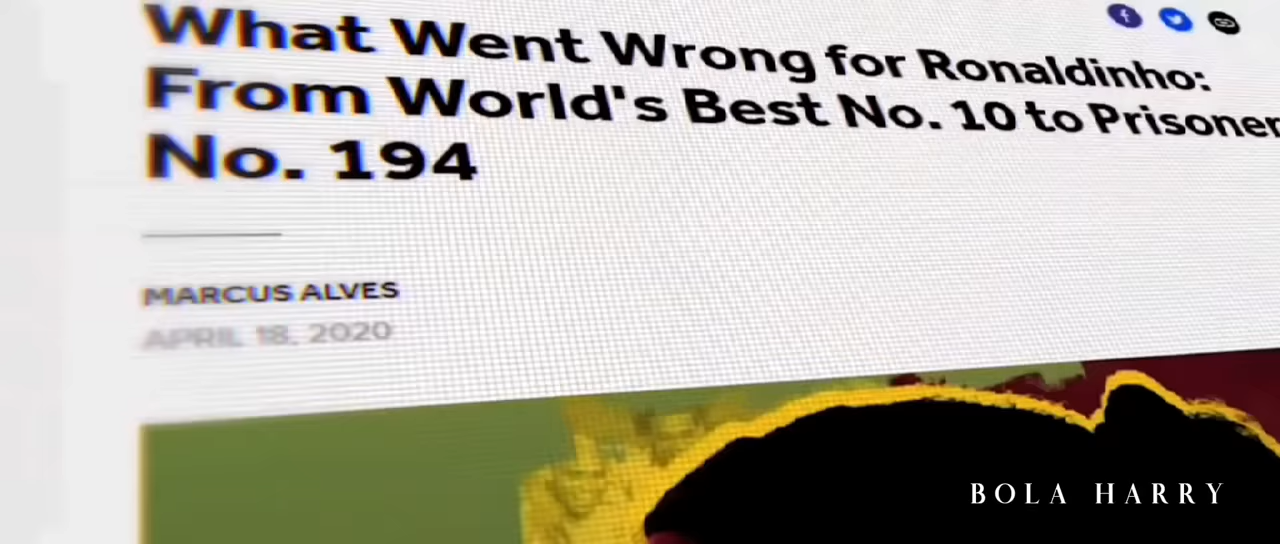 What Went Wrong for Ronaldinho:
From World's Best No. 10 to Prisoner
No. 194
MARCUS ALVES
APRIL 18, 2020
BOLA HARRY